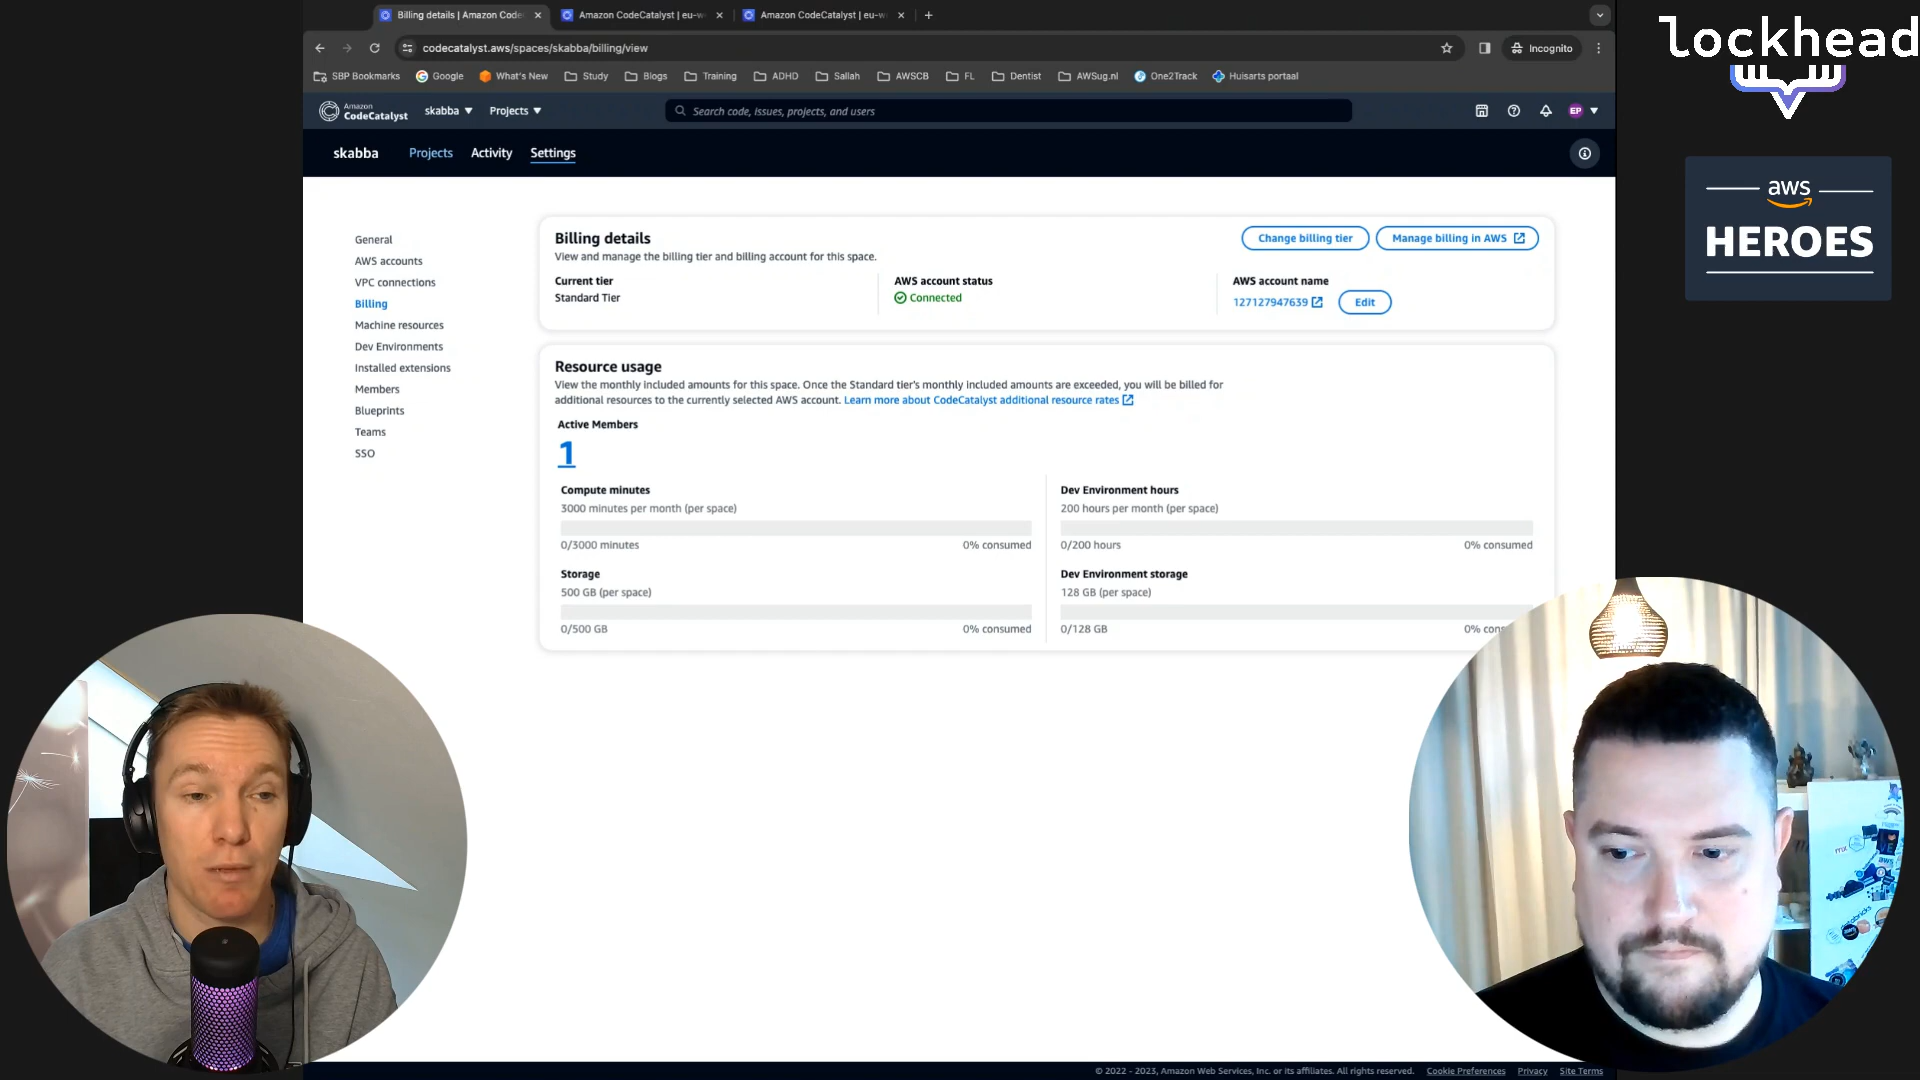 Billing details | Amazon Code
Amazon CodeCatalyst | eu-w
Amazon CodeCatalyst | eu-w
codecatalyst.aws/spaces/skabba/billing/view
Incognito
SBP Bookmarks
Google
What's New
Study
Blogs
Training
ADHD
Sallah
AWSCB
FL
Dentist
AWSug.nl
One2Track
Huisarts portaal
lockhead
Amazon
CodeCatalyst
skabba
Projects
Search code, issues, projects, and users
EP
skabba
Projects
Activity
Settings
aws
HEROES
General
AWS accounts
VPC connections
Billing
Machine resources
Dev Environments
Installed extensions
Members
Blueprints
Teams
SSO
Billing details
Change billing tier
Manage billing in AWS
View and manage the billing tier and billing account for this space.
Current tier
Standard Tier
AWS account status
Connected
AWS account name
127127947639
Edit
Resource usage
View the monthly included amounts for this space. Once the Standard tier's monthly included amounts are exceeded, you will be billed for
additional resources to the currently selected AWS account. Learn more about CodeCatalyst additional resource rates
Active Members
1
Compute minutes
3000 minutes per month (per space)
0/3000 minutes
0% consumed
Dev Environment hours
200 hours per month (per space)
0/200 hours
0% consumed
Storage
500 GB (per space)
0/500 GB
0% consumed
Dev Environment storage
128 GB (per space)
0/128 GB
0% cons
aws
© 2022 - 2023, Amazon Web Services, Inc. or its affiliates. All rights reserved.
Cookie Preferences
Privacy
Site Terms